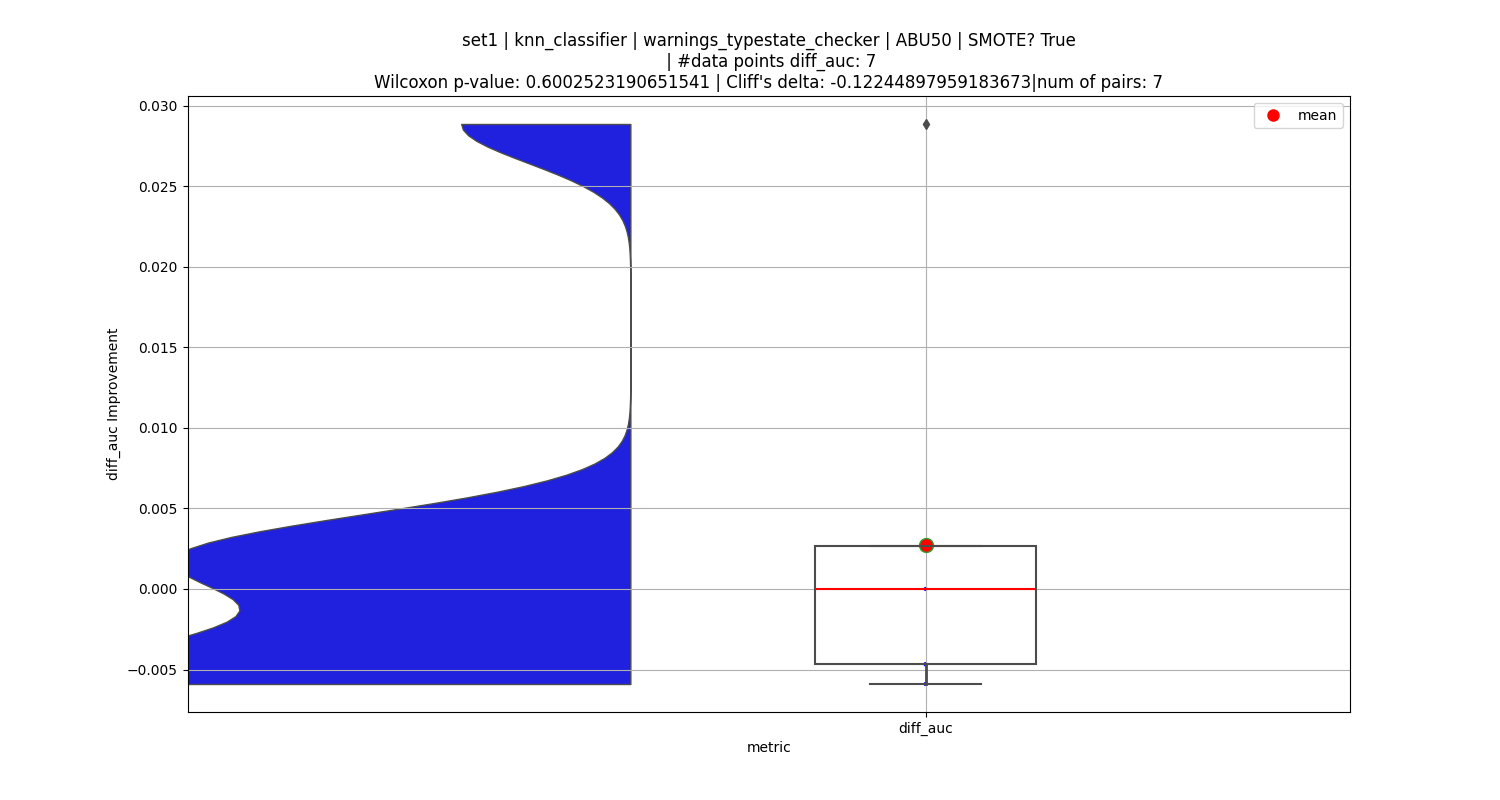 set1 | knn_classifier | warnings_typestate_checker | ABU50 | SMOTE? True
| #data points diff_auc: 7
Wilcoxon p-value: 0.6002523190651541 | Cliff's delta: -0.12244897959183673|num of pairs: 7
mean
0.030
0.025
0.020
0.015
0.010
0.005
0.000
−0.005
diff_auc Improvement
diff_auc
metric